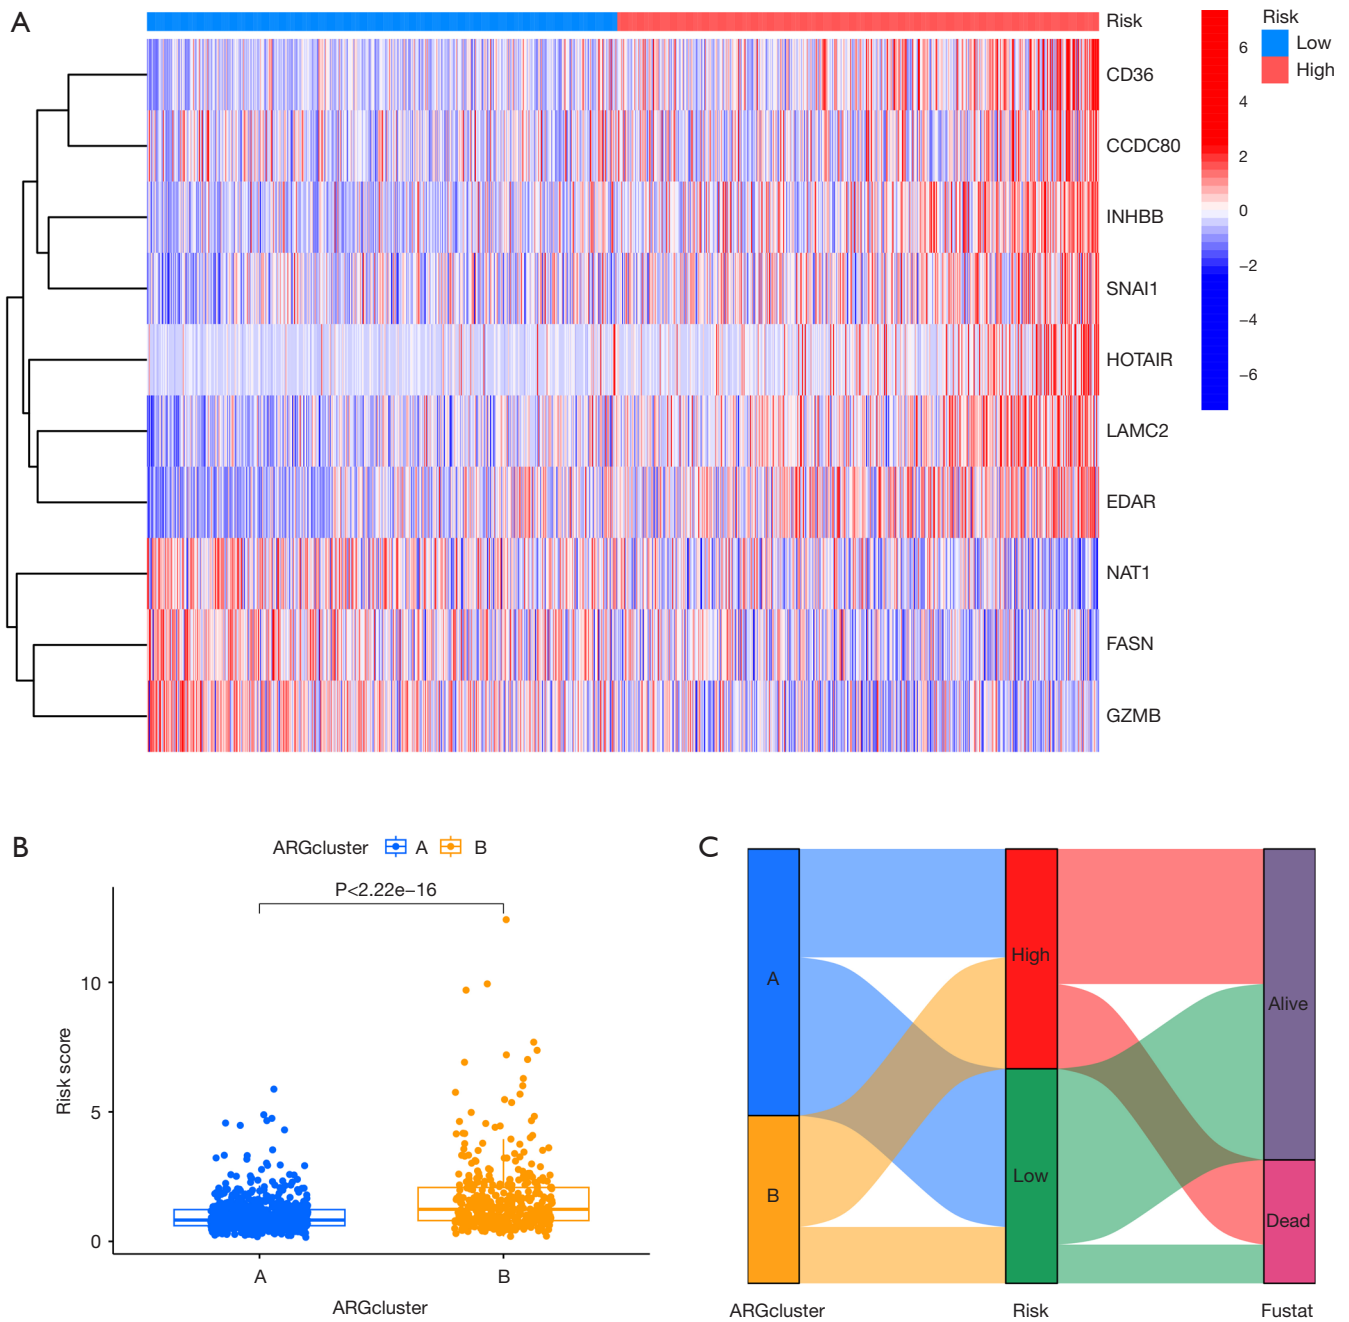 A
Risk
CD36
CCDC80
INHBB
SNAI1
HOTAIR
LAMC2
EDAR
NAT1
FASN
GZMB
6
4
2
0
−2
−4
−6
Risk
Low
High
B
ARGcluster A B
P<2.22e−16
Risk score
10
5
0
A B
ARGcluster
C
A
B
High
Low
Alive
Dead
ARGcluster Risk Fustat